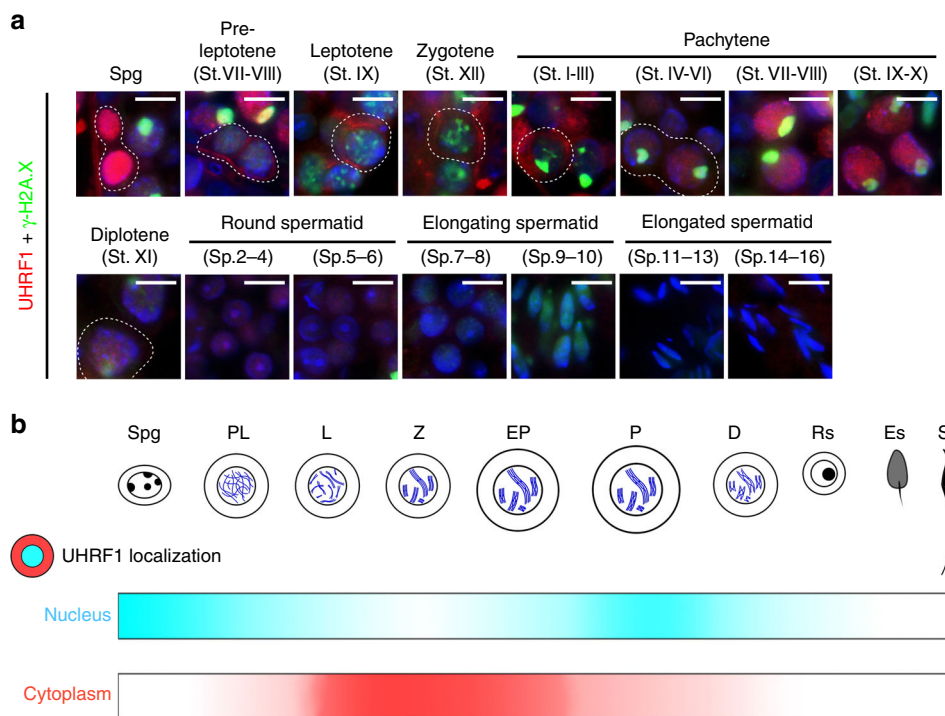 a
Spg
Pre-
leptotene
(St.VII-VIII)
Leptotene
(St. IX)
Zygotene
(St. XII)
Pachytene
(St. I-III)
(St. IV-VI)
(St. VII-VIII)
(St. IX-X)
UHRF1 + γ-H2A.X
Diplotene
(St. XI)
Round spermatid
(Sp.2–4)
(Sp.5–6)
Elongating spermatid
(Sp.7–8)
(Sp.9–10)
Elongated spermatid
(Sp.11–13)
(Sp.14–16)
b
Spg PL L Z EP P D Rs Es
UHRF1 localization
Nucleus
Cytoplasm